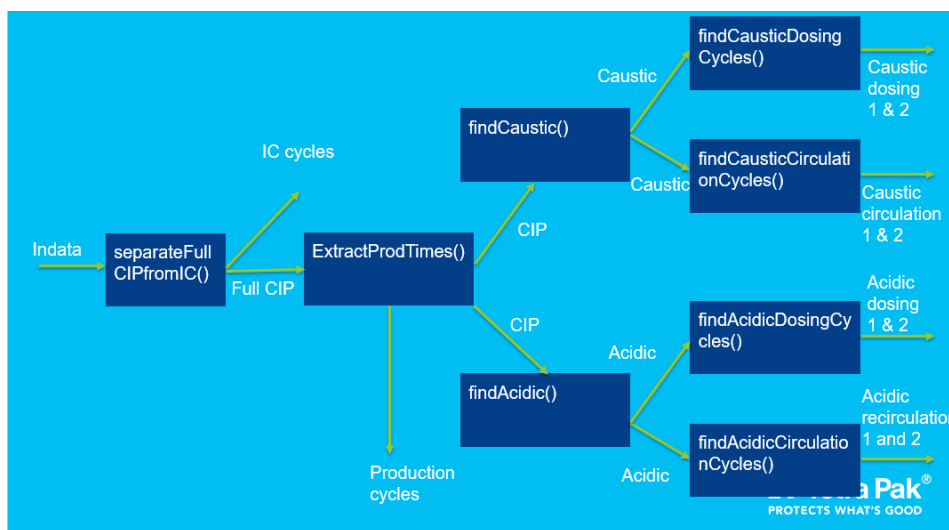 Indata
separateFull
CIPfromIC()
IC cycles
Full CIP
ExtractProdTimes()
Production
cycles
CIP
CIP
findCaustic()
findAcidic()
Caustic
Caustic
Acidic
Acidic
findCausticDosing
Cycles()
findCausticCirculati
onCycles()
findAcidicDosingCy
cles()
findAcidicCirculatio
nCycles()
Caustic
dosing
1 & 2
Caustic
circulation
1 & 2
Acidic
dosing
1 & 2
Acidic
recirculation
1 and 2
Pak®
PROTECTS WHAT'S GOOD